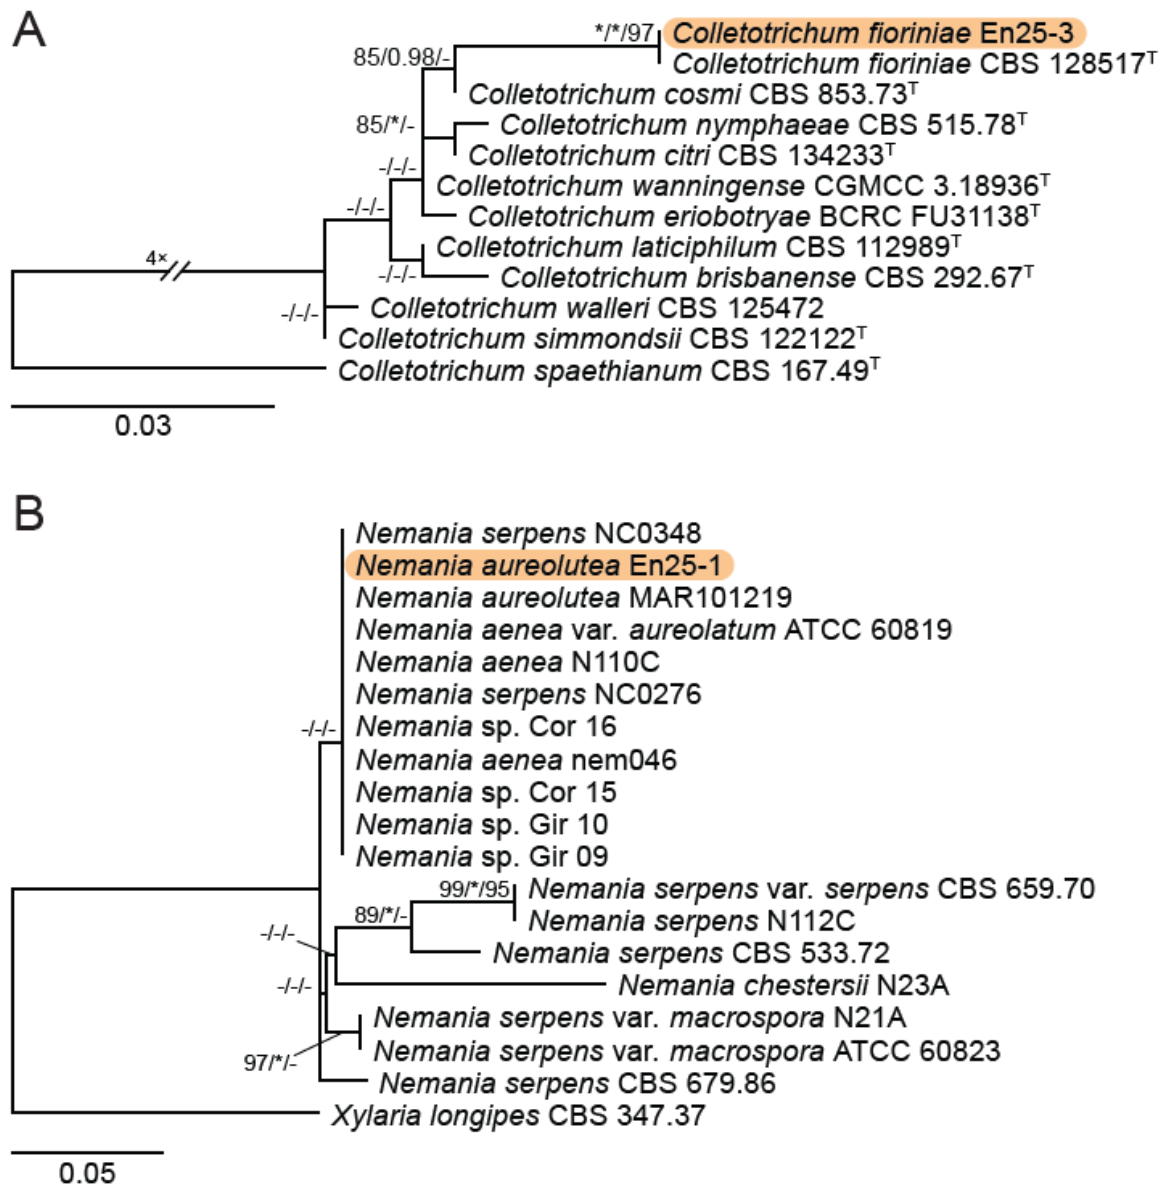 A
*/*/97
Colletotrichum fioriniae En25-3
85/0.98/-
Colletotrichum fioriniae CBS 128517ᵀ
Colletotrichum cosmi CBS 853.73ᵀ
85/*/-
Colletotrichum nymphaeae CBS 515.78ᵀ
Colletotrichum citri CBS 134233ᵀ
-/-/-
Colletotrichum wanningense CGMCC 3.18936ᵀ
-/-/-
Colletotrichum eriobotryae BCRC FU31138ᵀ
Colletotrichum laticiphilum CBS 112989ᵀ
4×
-/-/-
Colletotrichum brisbanense CBS 292.67ᵀ
-/-/-
Colletotrichum walleri CBS 125472
Colletotrichum simmondsii CBS 122122ᵀ
Colletotrichum spaethianum CBS 167.49ᵀ
0.03
B
Nemania serpens NC0348
Nemania aureolutea En25-1
Nemania aureolutea MAR101219
Nemania aenea var. aureolatum ATCC 60819
Nemania aenea N110C
Nemania serpens NC0276
-/-/-
Nemania sp. Cor 16
Nemania aenea nem046
Nemania sp. Cor 15
Nemania sp. Gir 10
Nemania sp. Gir 09
99/*/95
Nemania serpens var. serpens CBS 659.70
89/*/-
Nemania serpens N112C
-/-/-
Nemania serpens CBS 533.72
-/-/-
Nemania chestersii N23A
Nemania serpens var. macrospora N21A
97/*/-
Nemania serpens var. macrospora ATCC 60823
Nemania serpens CBS 679.86
Xylaria longipes CBS 347.37
0.05